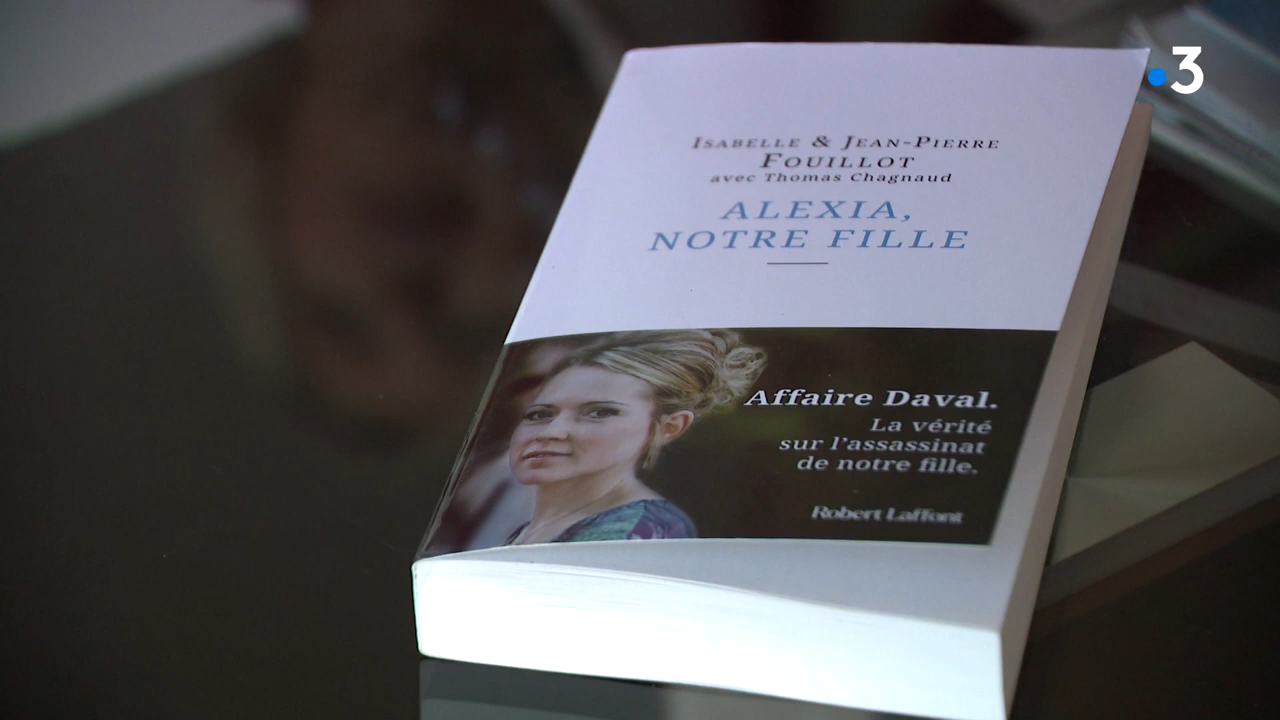 3
Isabelle & Jean-Pierre
Fouillot
avec Thomas Chagnaud
ALEXIA,
NOTRE FILLE
Affaire Daval.
La vérité
sur l'assassinat
de notre fille.
Robert Laffont